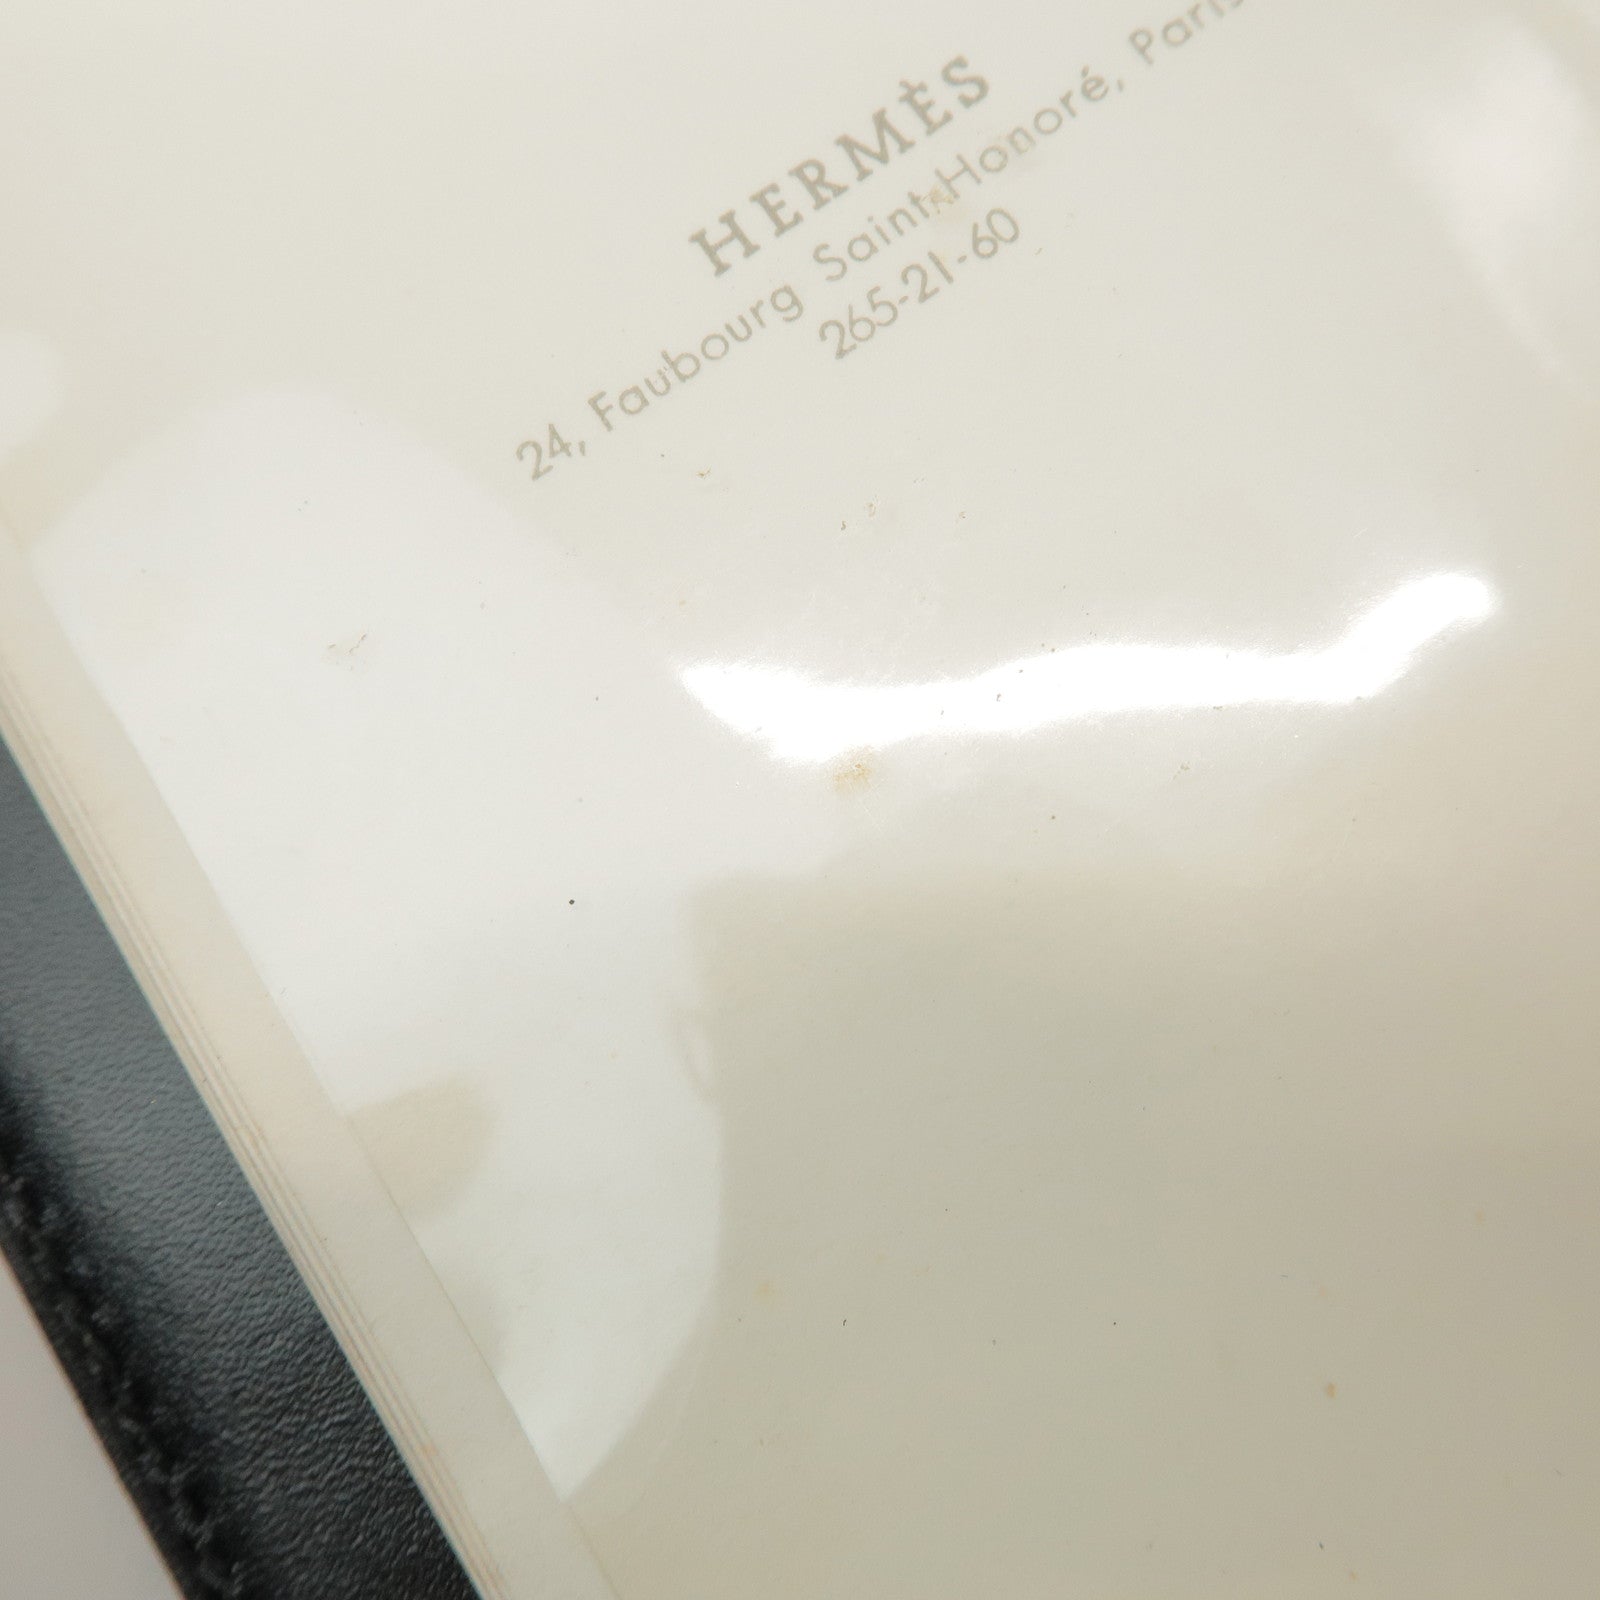 HERMÈS
24, Faubourg Saint-Honoré, Paris
265-21-60